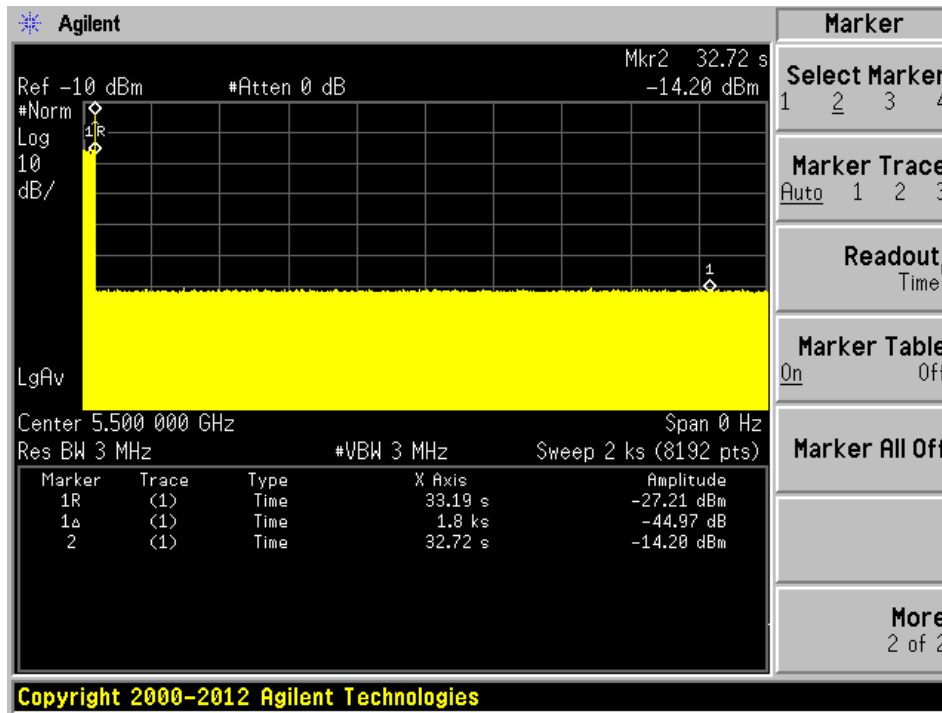 Agilent
Mkr2 32.72 s
Ref −10 dBm #Atten 0 dB −14.20 dBm
#Norm
Log
10
dB/
1R
1
LgAv
Center 5.500 000 GHz Span 0 Hz
Res BW 3 MHz #VBW 3 MHz Sweep 2 ks (8192 pts)
Marker Trace Type X Axis Amplitude
1R (1) Time 33.19 s −27.21 dBm
1Δ (1) Time 1.8 ks −44.97 dB
2 (1) Time 32.72 s −14.20 dBm
Marker
Select Marker
1 2 3 4
Marker Trace
Auto 1 2 3
Readout,
Time
Marker Table
On Off
Marker All Off
More
2 of 2
Copyright 2000−2012 Agilent Technologies